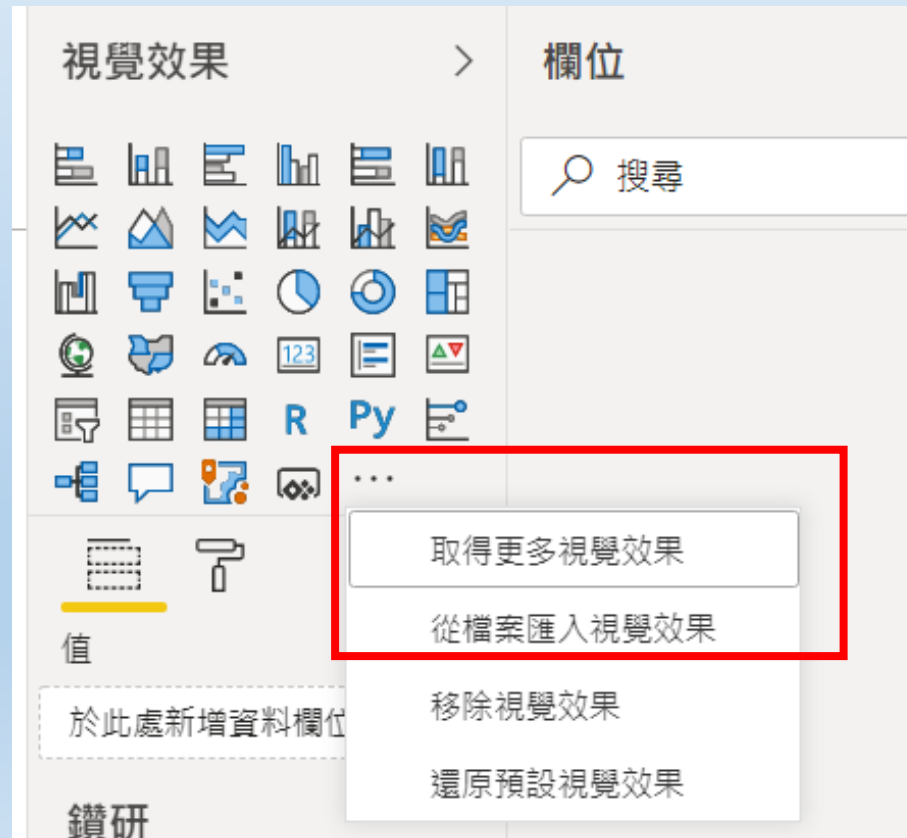 視覺效果
欄位
搜尋
123
R
Py
取得更多視覺效果
從檔案匯入視覺效果
移除視覺效果
還原預設視覺效果
值
於此處新增資料欄位
鑽研